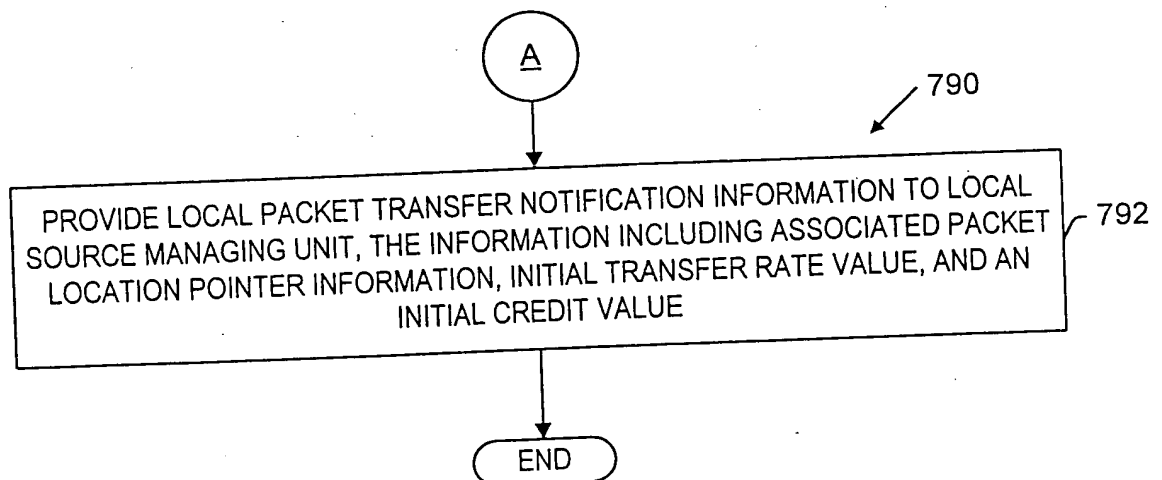 A
790
PROVIDE LOCAL PACKET TRANSFER NOTIFICATION INFORMATION TO LOCAL
SOURCE MANAGING UNIT, THE INFORMATION INCLUDING ASSOCIATED PACKET
LOCATION POINTER INFORMATION, INITIAL TRANSFER RATE VALUE, AND AN
INITIAL CREDIT VALUE
792
END